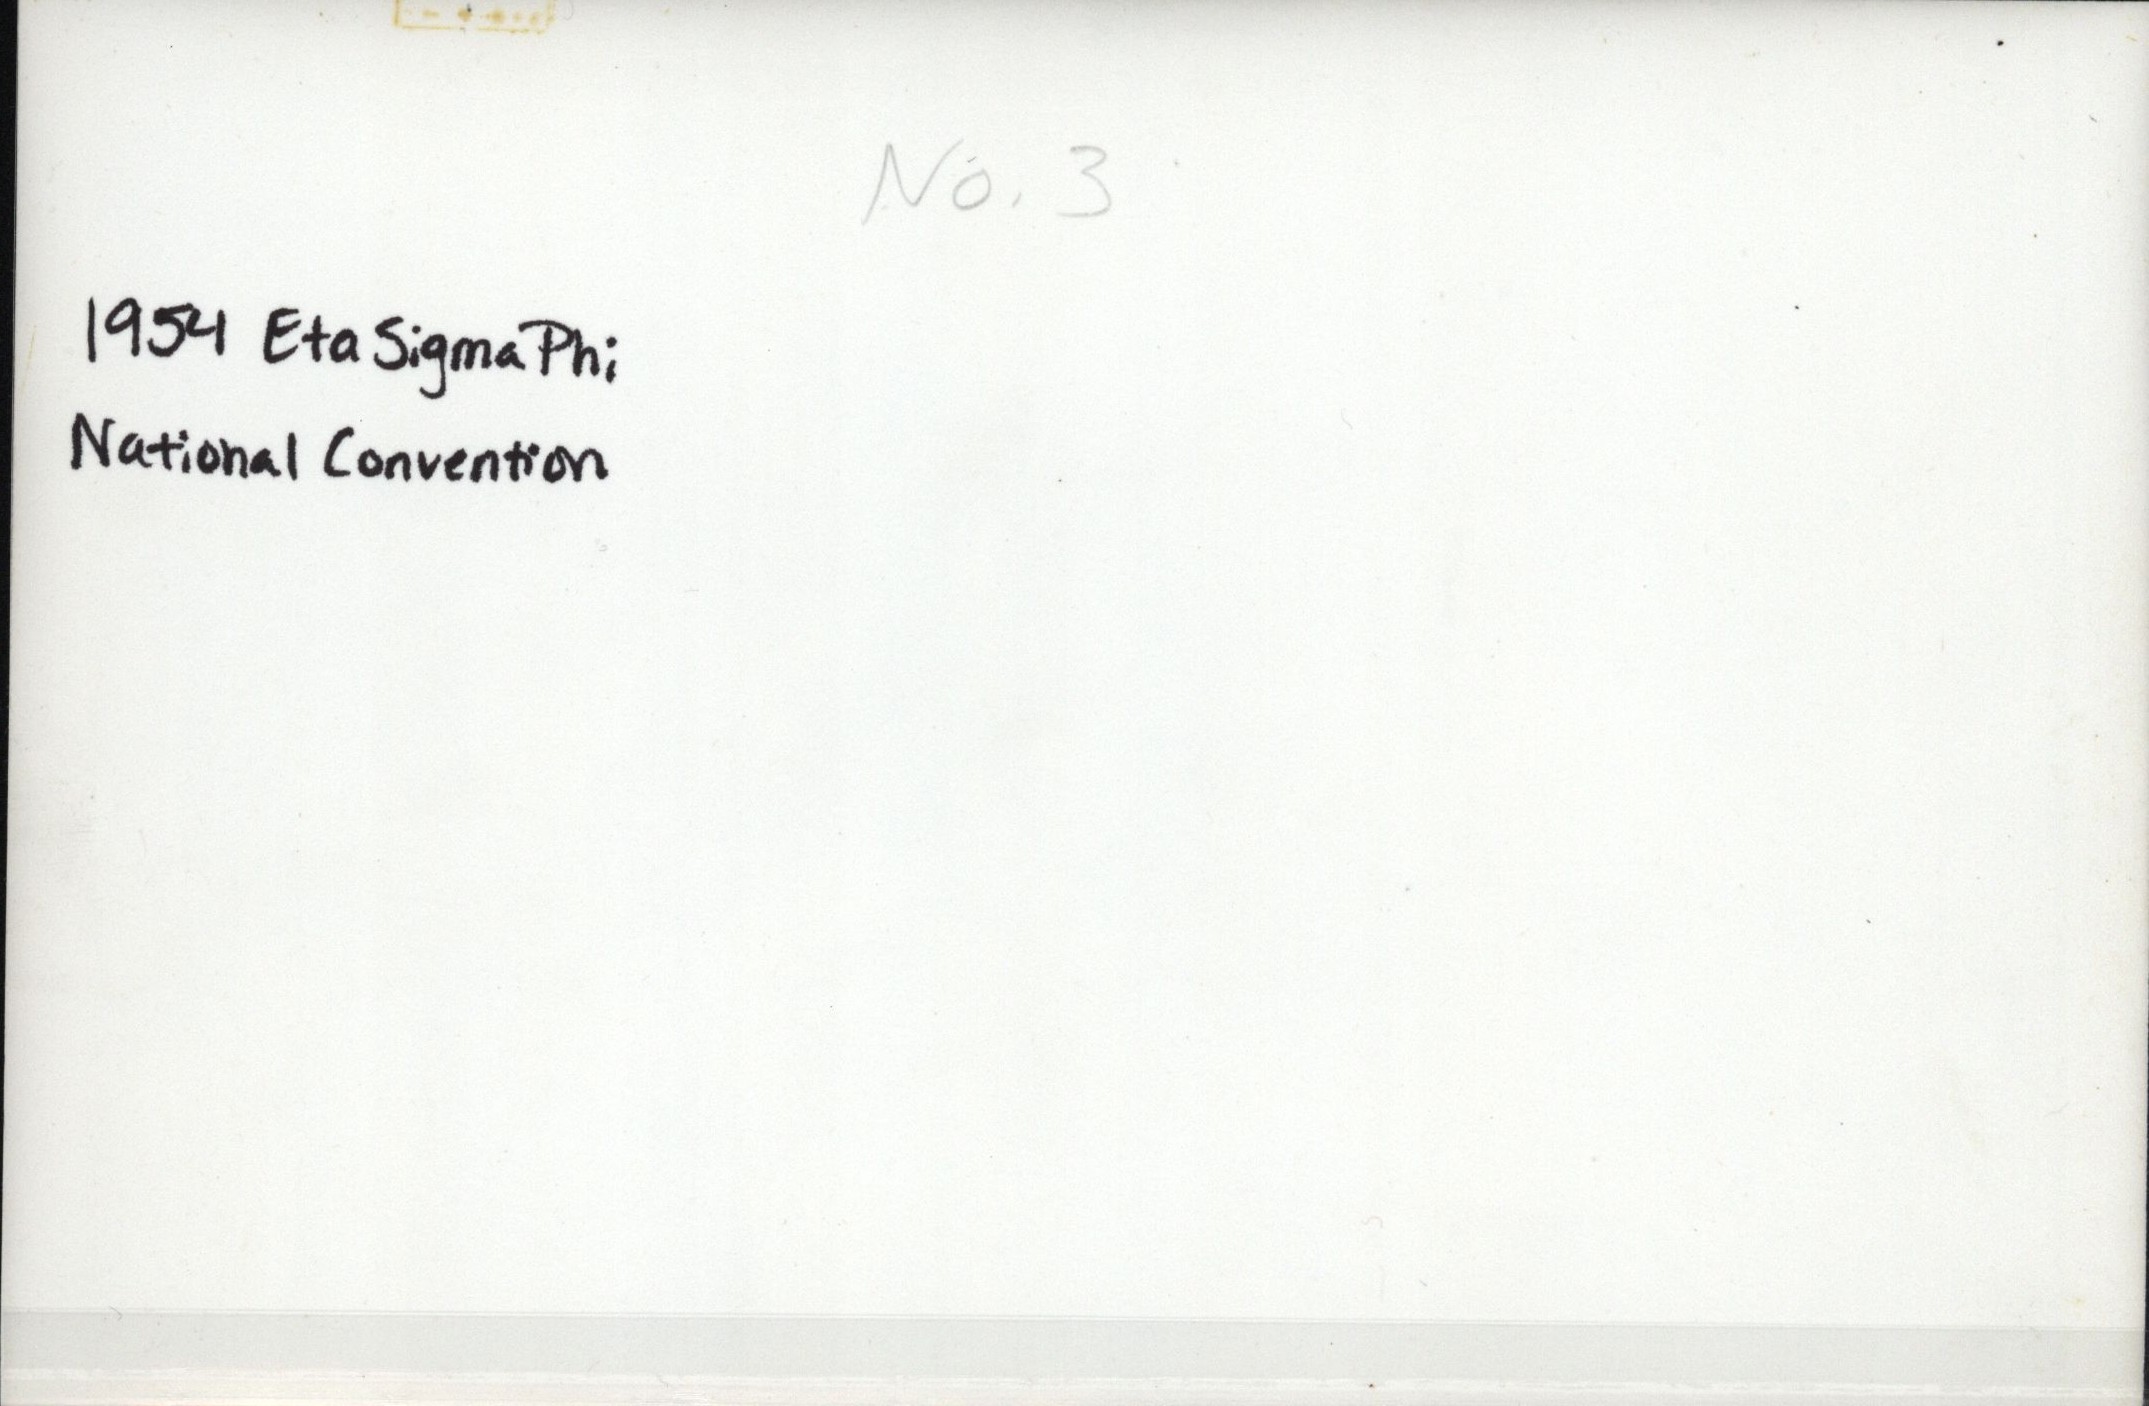 No. 3
1954 Eta Sigma Phi
National Convention